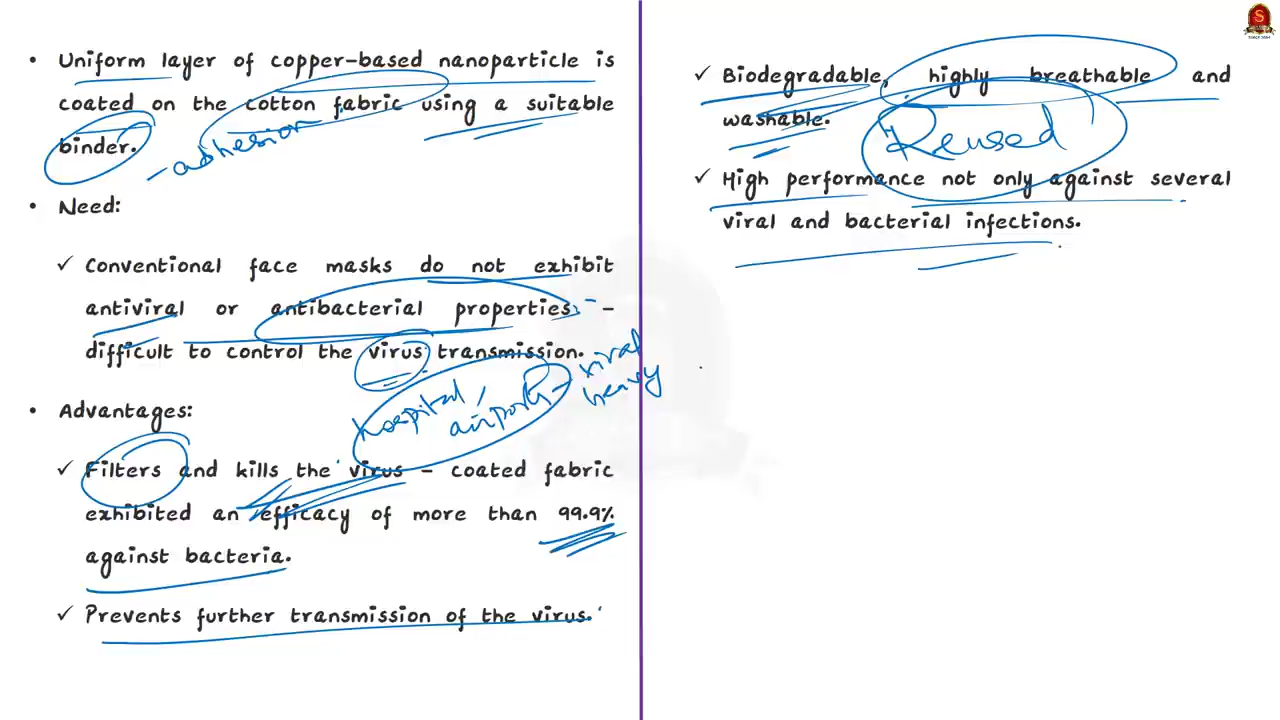 • Uniform layer of copper-based nanoparticle is
coated on the cotton fabric using a suitable
binder.
- adhesion
• Need:
✓ Conventional face masks do not exhibit
antiviral or antibacterial properties -
difficult to control the virus transmission.
hospital,
airports - viral
heavy
• Advantages:
✓ Filters and kills the virus – coated fabric
exhibited an efficacy of more than 99.9%
against bacteria.
✓ Prevents further transmission of the virus.
✓ Biodegradable, highly breathable and
washable.
Reused
✓ High performance not only against several
viral and bacterial infections.